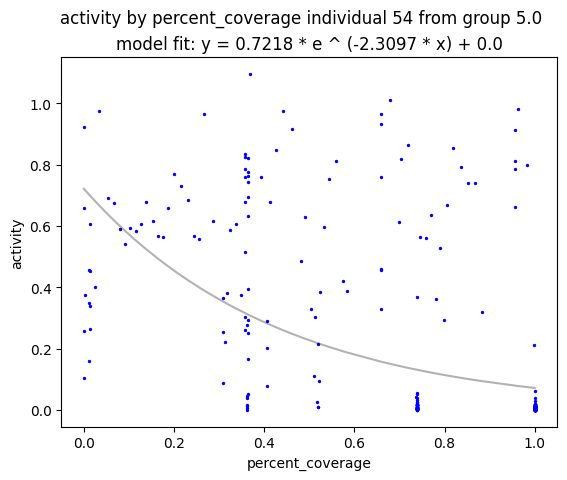 activity by percent_coverage individual 54 from group 5.0
model fit: y = 0.7218 * e ^ (-2.3097 * x) + 0.0
1.0
0.8
0.6
0.4
0.2
0.0
activity
0.0 0.2 0.4 0.6 0.8 1.0
percent_coverage